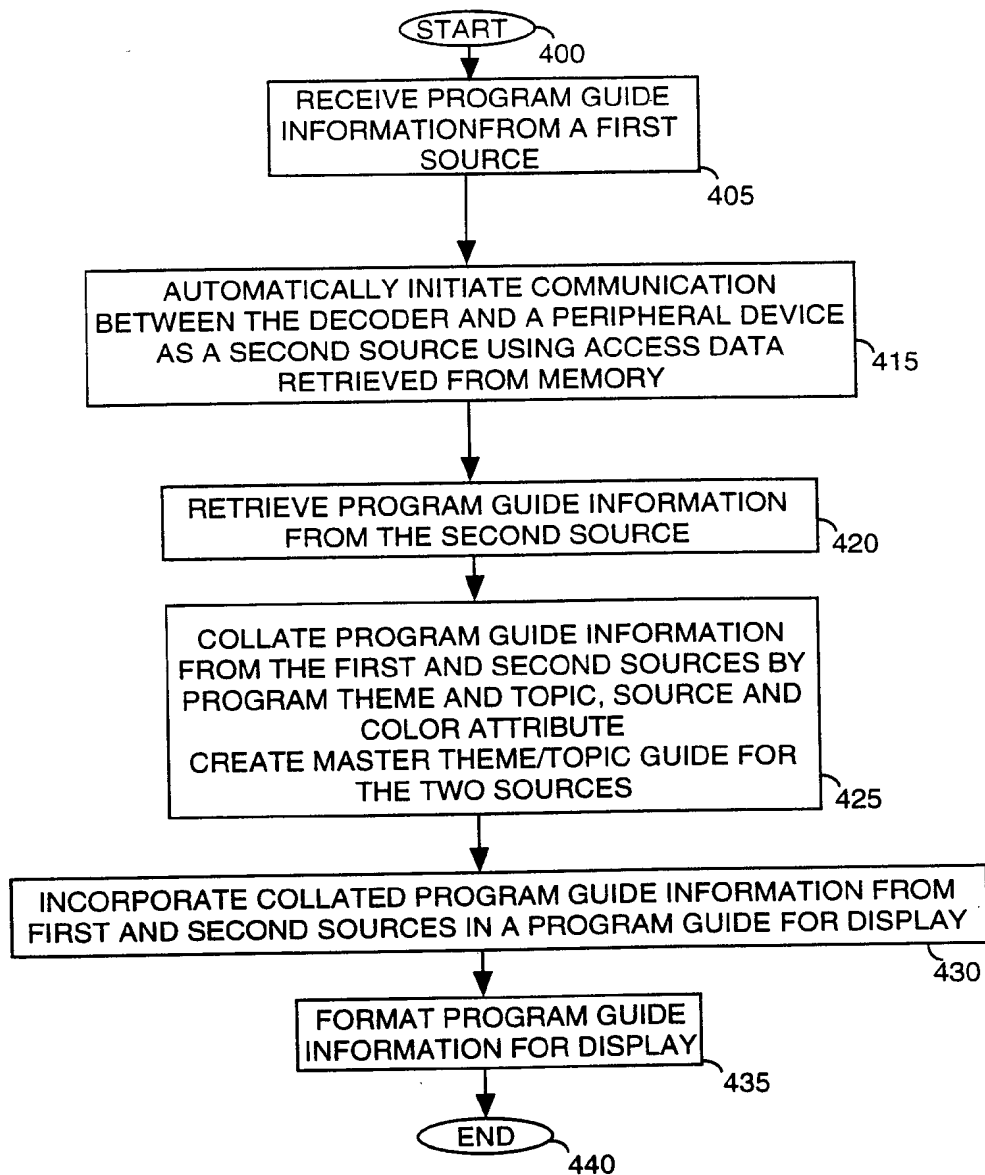 START
400
RECEIVE PROGRAM GUIDE
INFORMATIONFROM A FIRST
SOURCE
405
AUTOMATICALLY INITIATE COMMUNICATION
BETWEEN THE DECODER AND A PERIPHERAL DEVICE
AS A SECOND SOURCE USING ACCESS DATA
RETRIEVED FROM MEMORY
415
RETRIEVE PROGRAM GUIDE INFORMATION
FROM THE SECOND SOURCE
420
COLLATE PROGRAM GUIDE INFORMATION
FROM THE FIRST AND SECOND SOURCES BY
PROGRAM THEME AND TOPIC, SOURCE AND
COLOR ATTRIBUTE
CREATE MASTER THEME/TOPIC GUIDE FOR
THE TWO SOURCES
425
INCORPORATE COLLATED PROGRAM GUIDE INFORMATION FROM
FIRST AND SECOND SOURCES IN A PROGRAM GUIDE FOR DISPLAY
430
FORMAT PROGRAM GUIDE
INFORMATION FOR DISPLAY
435
END
440